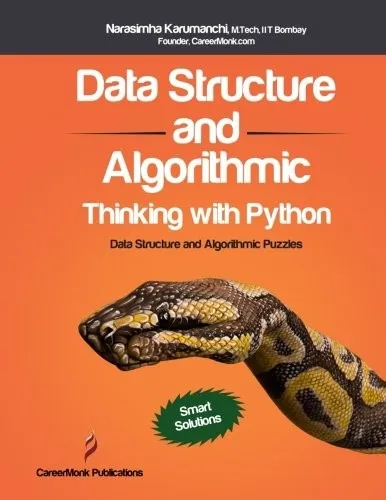 Narasimha Karumanchi, M.Tech, IIT Bombay
Founder, CareerMonk.com
Data Structure
and
Algorithmic
Thinking with Python
Data Structure and Algorithmic Puzzles
Smart
Solutions
CareerMonk Publications